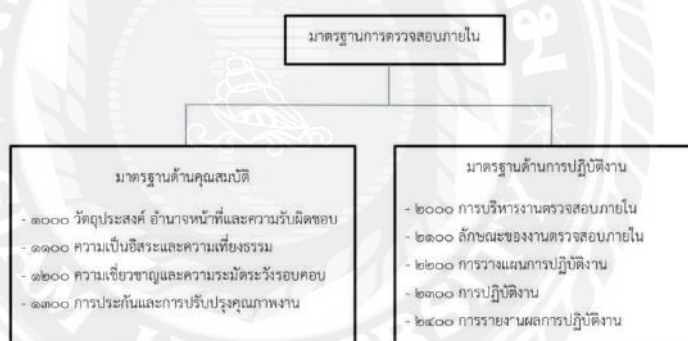 มาตรฐานการตรวจสอบภายใน
มาตรฐานด้านคุณสมบัติ
- ๑๐๐๐ วัตถุประสงค์ อำนาจหน้าที่และความรับผิดชอบ
- ๑๑๐๐ ความเป็นอิสระและความเที่ยงธรรม
- ๑๒๐๐ ความเชี่ยวชาญและความระมัดระวังรอบคอบ
- ๑๓๐๐ การประกันและการปรับปรุงคุณภาพงาน
มาตรฐานด้านการปฏิบัติงาน
- ๒๐๐๐ การบริหารงานตรวจสอบภายใน
- ๒๑๐๐ ลักษณะของงานตรวจสอบภายใน
- ๒๒๐๐ การวางแผนการปฏิบัติงาน
- ๒๓๐๐ การปฏิบัติงาน
- ๒๔๐๐ การรายงานผลการปฏิบัติงาน